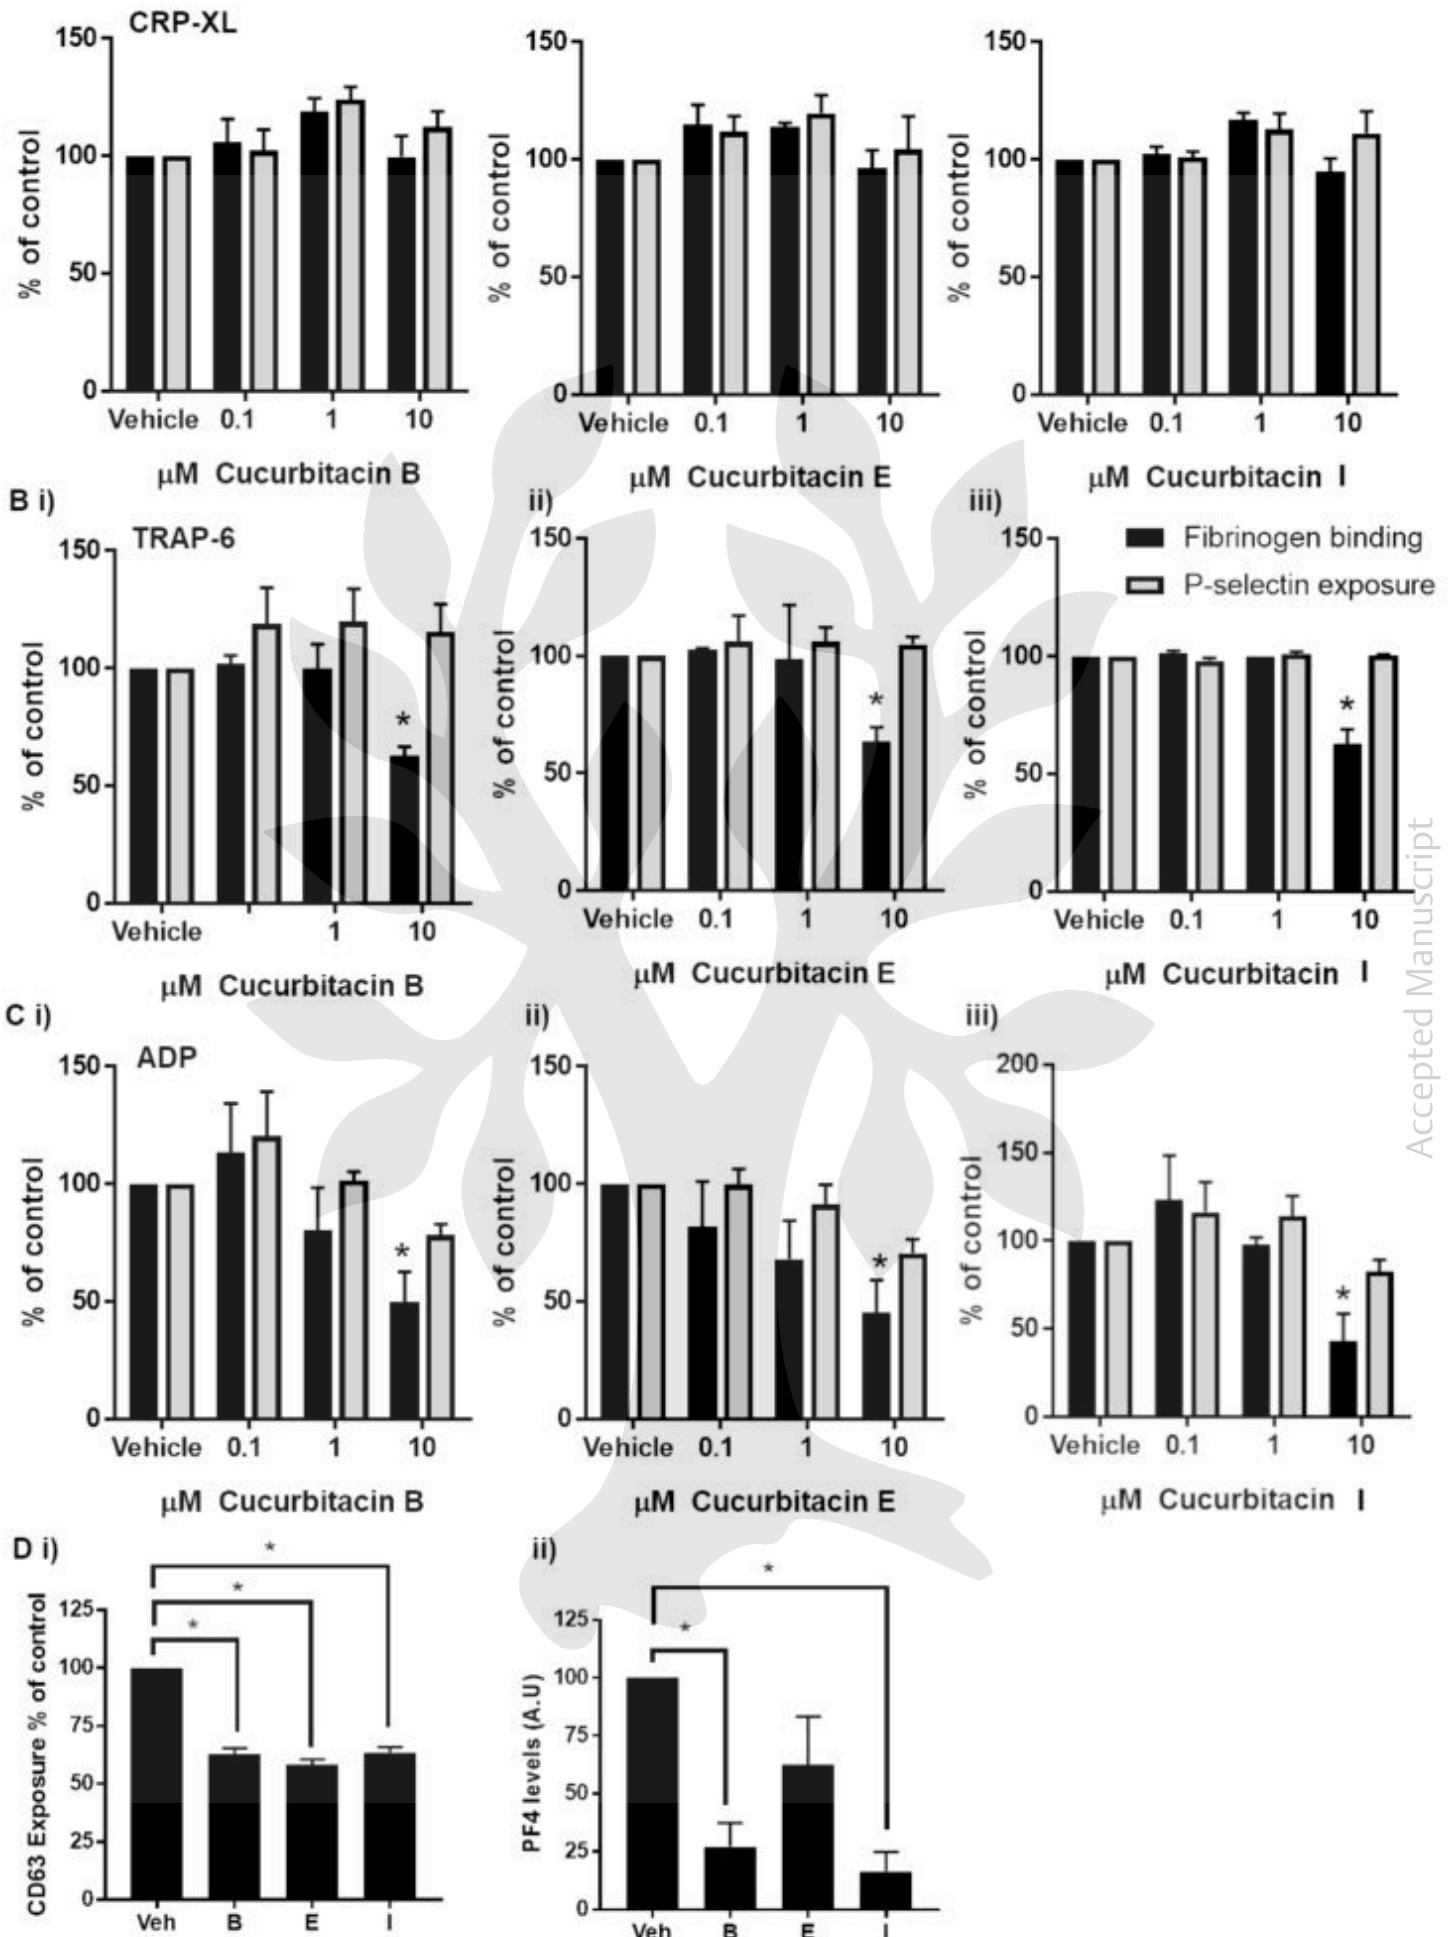 CRP-XL
150
100
50
0
% of control
Vehicle 0.1 1 10
μM Cucurbitacin B
150
100
50
0
% of control
Vehicle 0.1 1 10
μM Cucurbitacin E
150
100
50
0
% of control
Vehicle 0.1 1 10
μM Cucurbitacin I
B i)
TRAP-6
150
100
50
0
% of control
Vehicle 1 10
μM Cucurbitacin B
*
ii)
150
100
50
0
% of control
Vehicle 0.1 1 10
μM Cucurbitacin E
*
iii)
Fibrinogen binding
P-selectin exposure
150
100
50
0
% of control
Vehicle 0.1 1 10
μM Cucurbitacin I
*
C i)
ADP
150
100
50
0
% of control
Vehicle 0.1 1 10
μM Cucurbitacin B
*
ii)
150
100
50
0
% of control
Vehicle 0.1 1 10
μM Cucurbitacin E
*
iii)
200
150
100
50
0
% of control
Vehicle 0.1 1 10
μM Cucurbitacin I
*
D i)
125
100
75
50
25
0
CD63 Exposure % of control
Veh B E I
*
*
*
ii)
125
100
75
50
25
0
PF4 levels (A.U)
Veh B E I
*
*
Accepted Manuscript